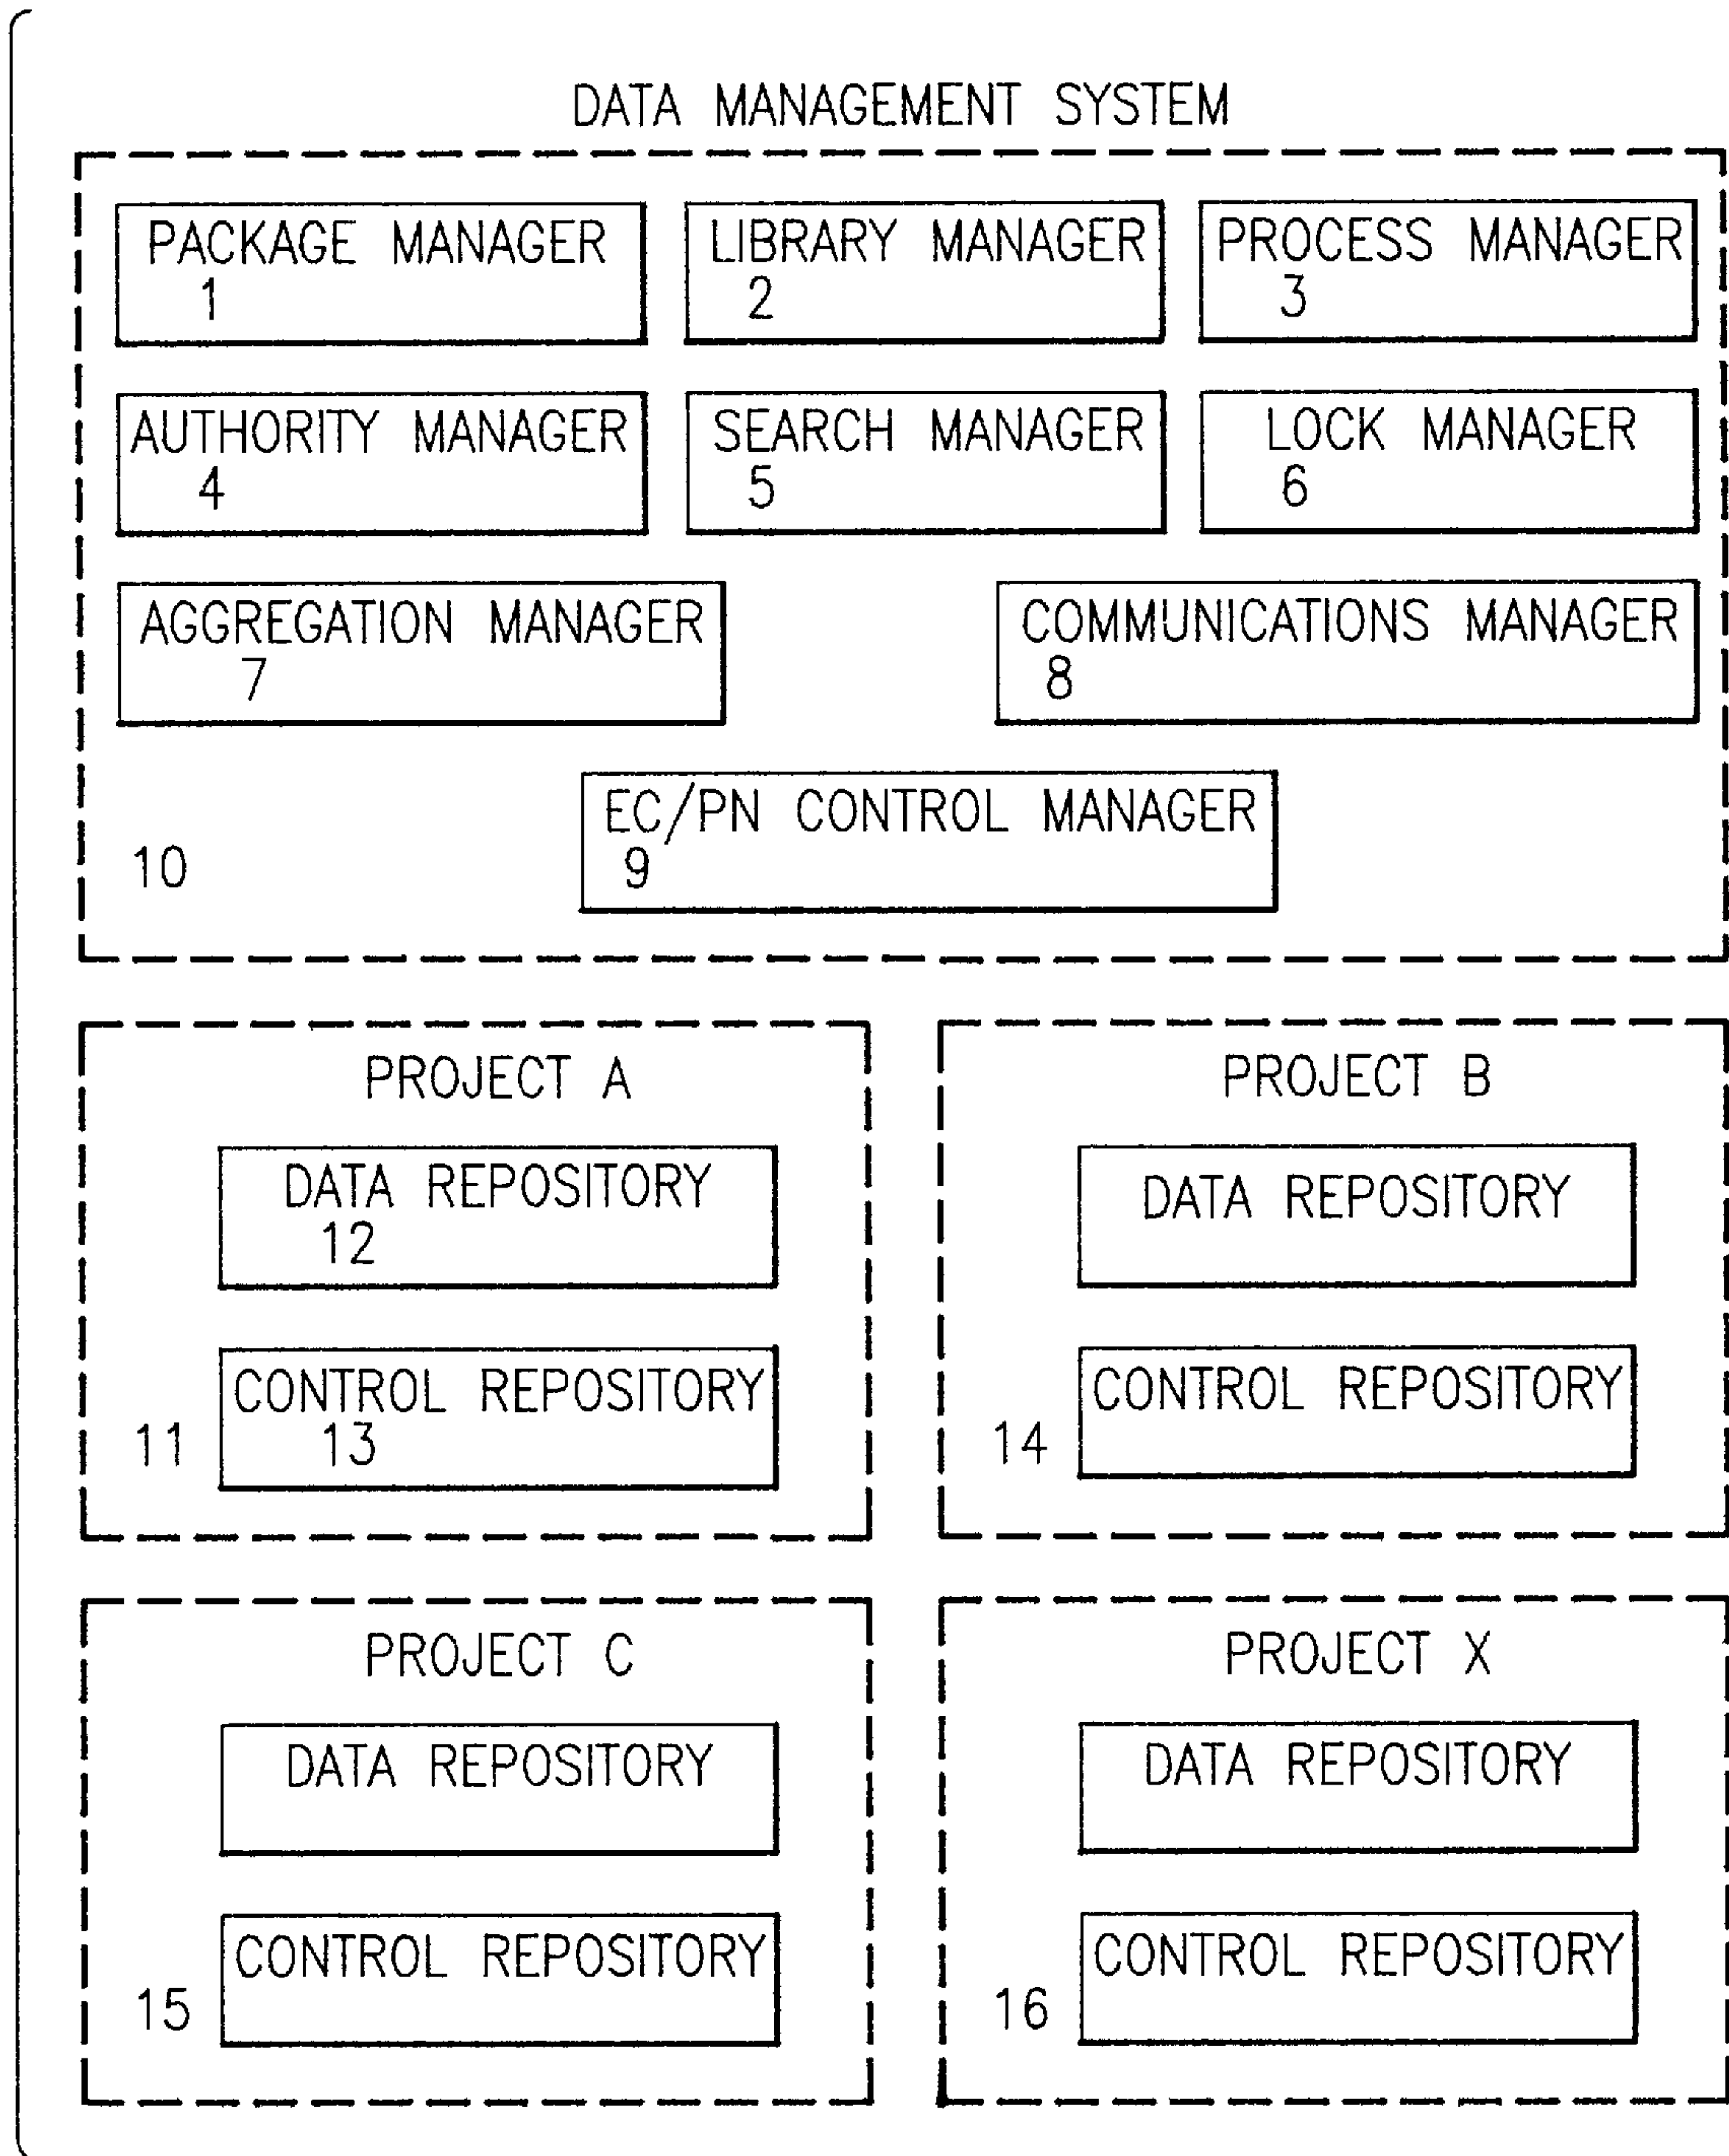 DATA MANAGEMENT SYSTEM
PACKAGE MANAGER
1
LIBRARY MANAGER
2
PROCESS MANAGER
3
AUTHORITY MANAGER
4
SEARCH MANAGER
5
LOCK MANAGER
6
AGGREGATION MANAGER
7
COMMUNICATIONS MANAGER
8
EC/PN CONTROL MANAGER
9
10
PROJECT A
DATA REPOSITORY
12
CONTROL REPOSITORY
13
11
PROJECT B
DATA REPOSITORY
CONTROL REPOSITORY
14
PROJECT C
DATA REPOSITORY
CONTROL REPOSITORY
15
PROJECT X
DATA REPOSITORY
CONTROL REPOSITORY
16